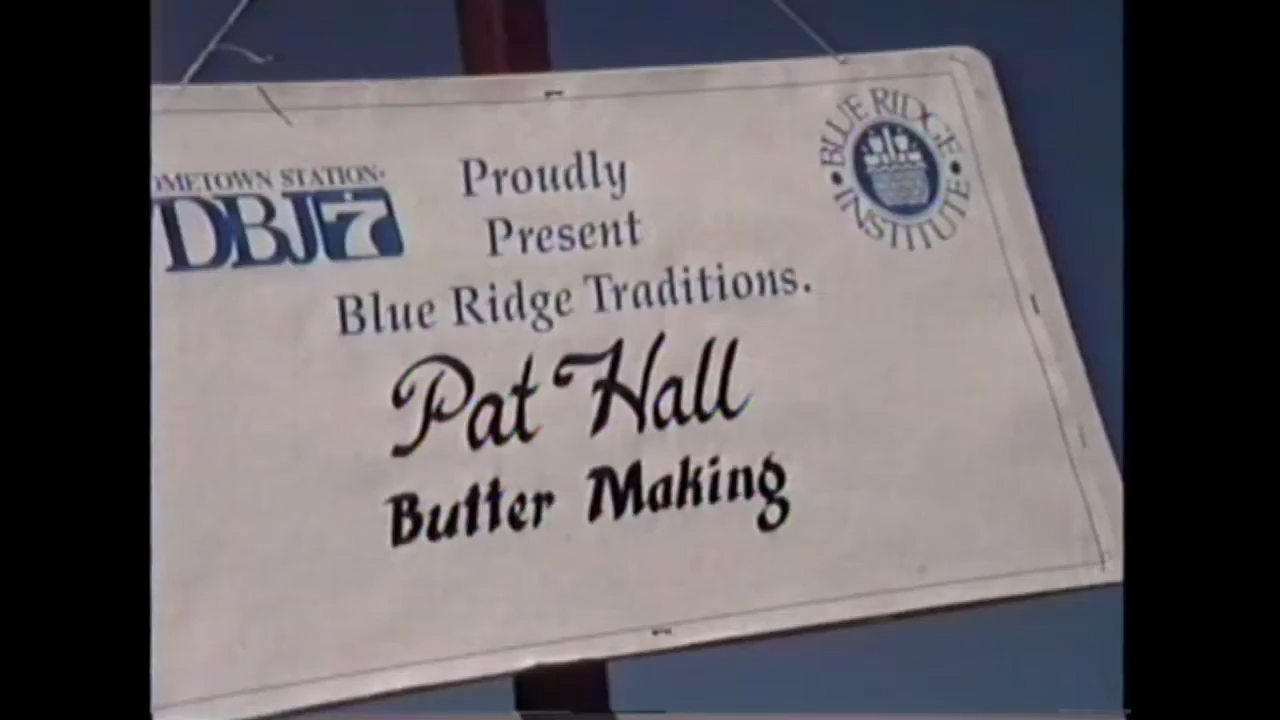 OMETOWN STATION
DBJ7
Proudly
Present
Blue Ridge Traditions.
Pat Hall
Butter Making
BLUE RIDGE
• INSTITUTE •